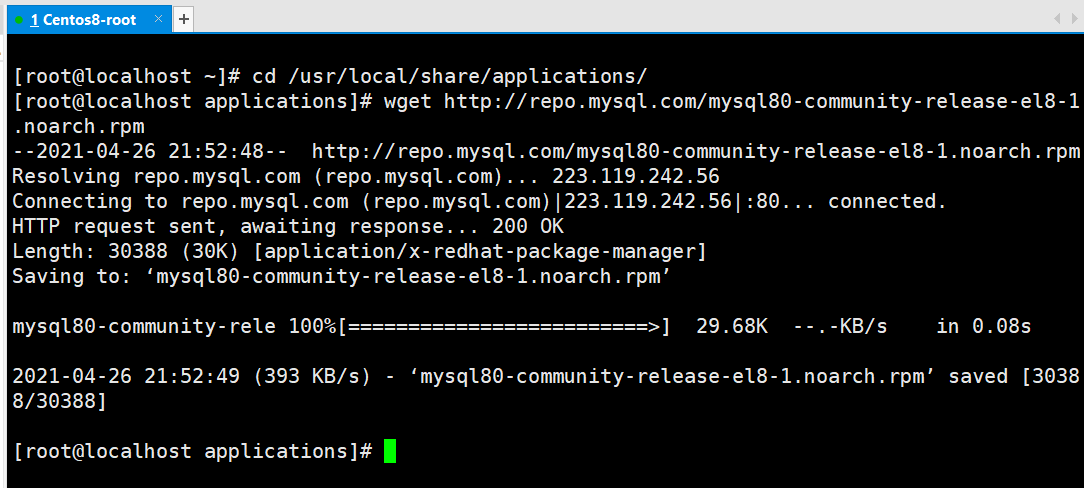 1 Centos8-root × +
[root@localhost ~]# cd /usr/local/share/applications/
[root@localhost applications]# wget http://repo.mysql.com/mysql80-community-release-el8-1
.noarch.rpm
--2021-04-26 21:52:48--  http://repo.mysql.com/mysql80-community-release-el8-1.noarch.rpm
Resolving repo.mysql.com (repo.mysql.com)... 223.119.242.56
Connecting to repo.mysql.com (repo.mysql.com)|223.119.242.56|:80... connected.
HTTP request sent, awaiting response... 200 OK
Length: 30388 (30K) [application/x-redhat-package-manager]
Saving to: ‘mysql80-community-release-el8-1.noarch.rpm’
mysql80-community-rele 100%[=========================>]  29.68K  --.-KB/s    in 0.08s
2021-04-26 21:52:49 (393 KB/s) - ‘mysql80-community-release-el8-1.noarch.rpm’ saved [3038
8/30388]
[root@localhost applications]#